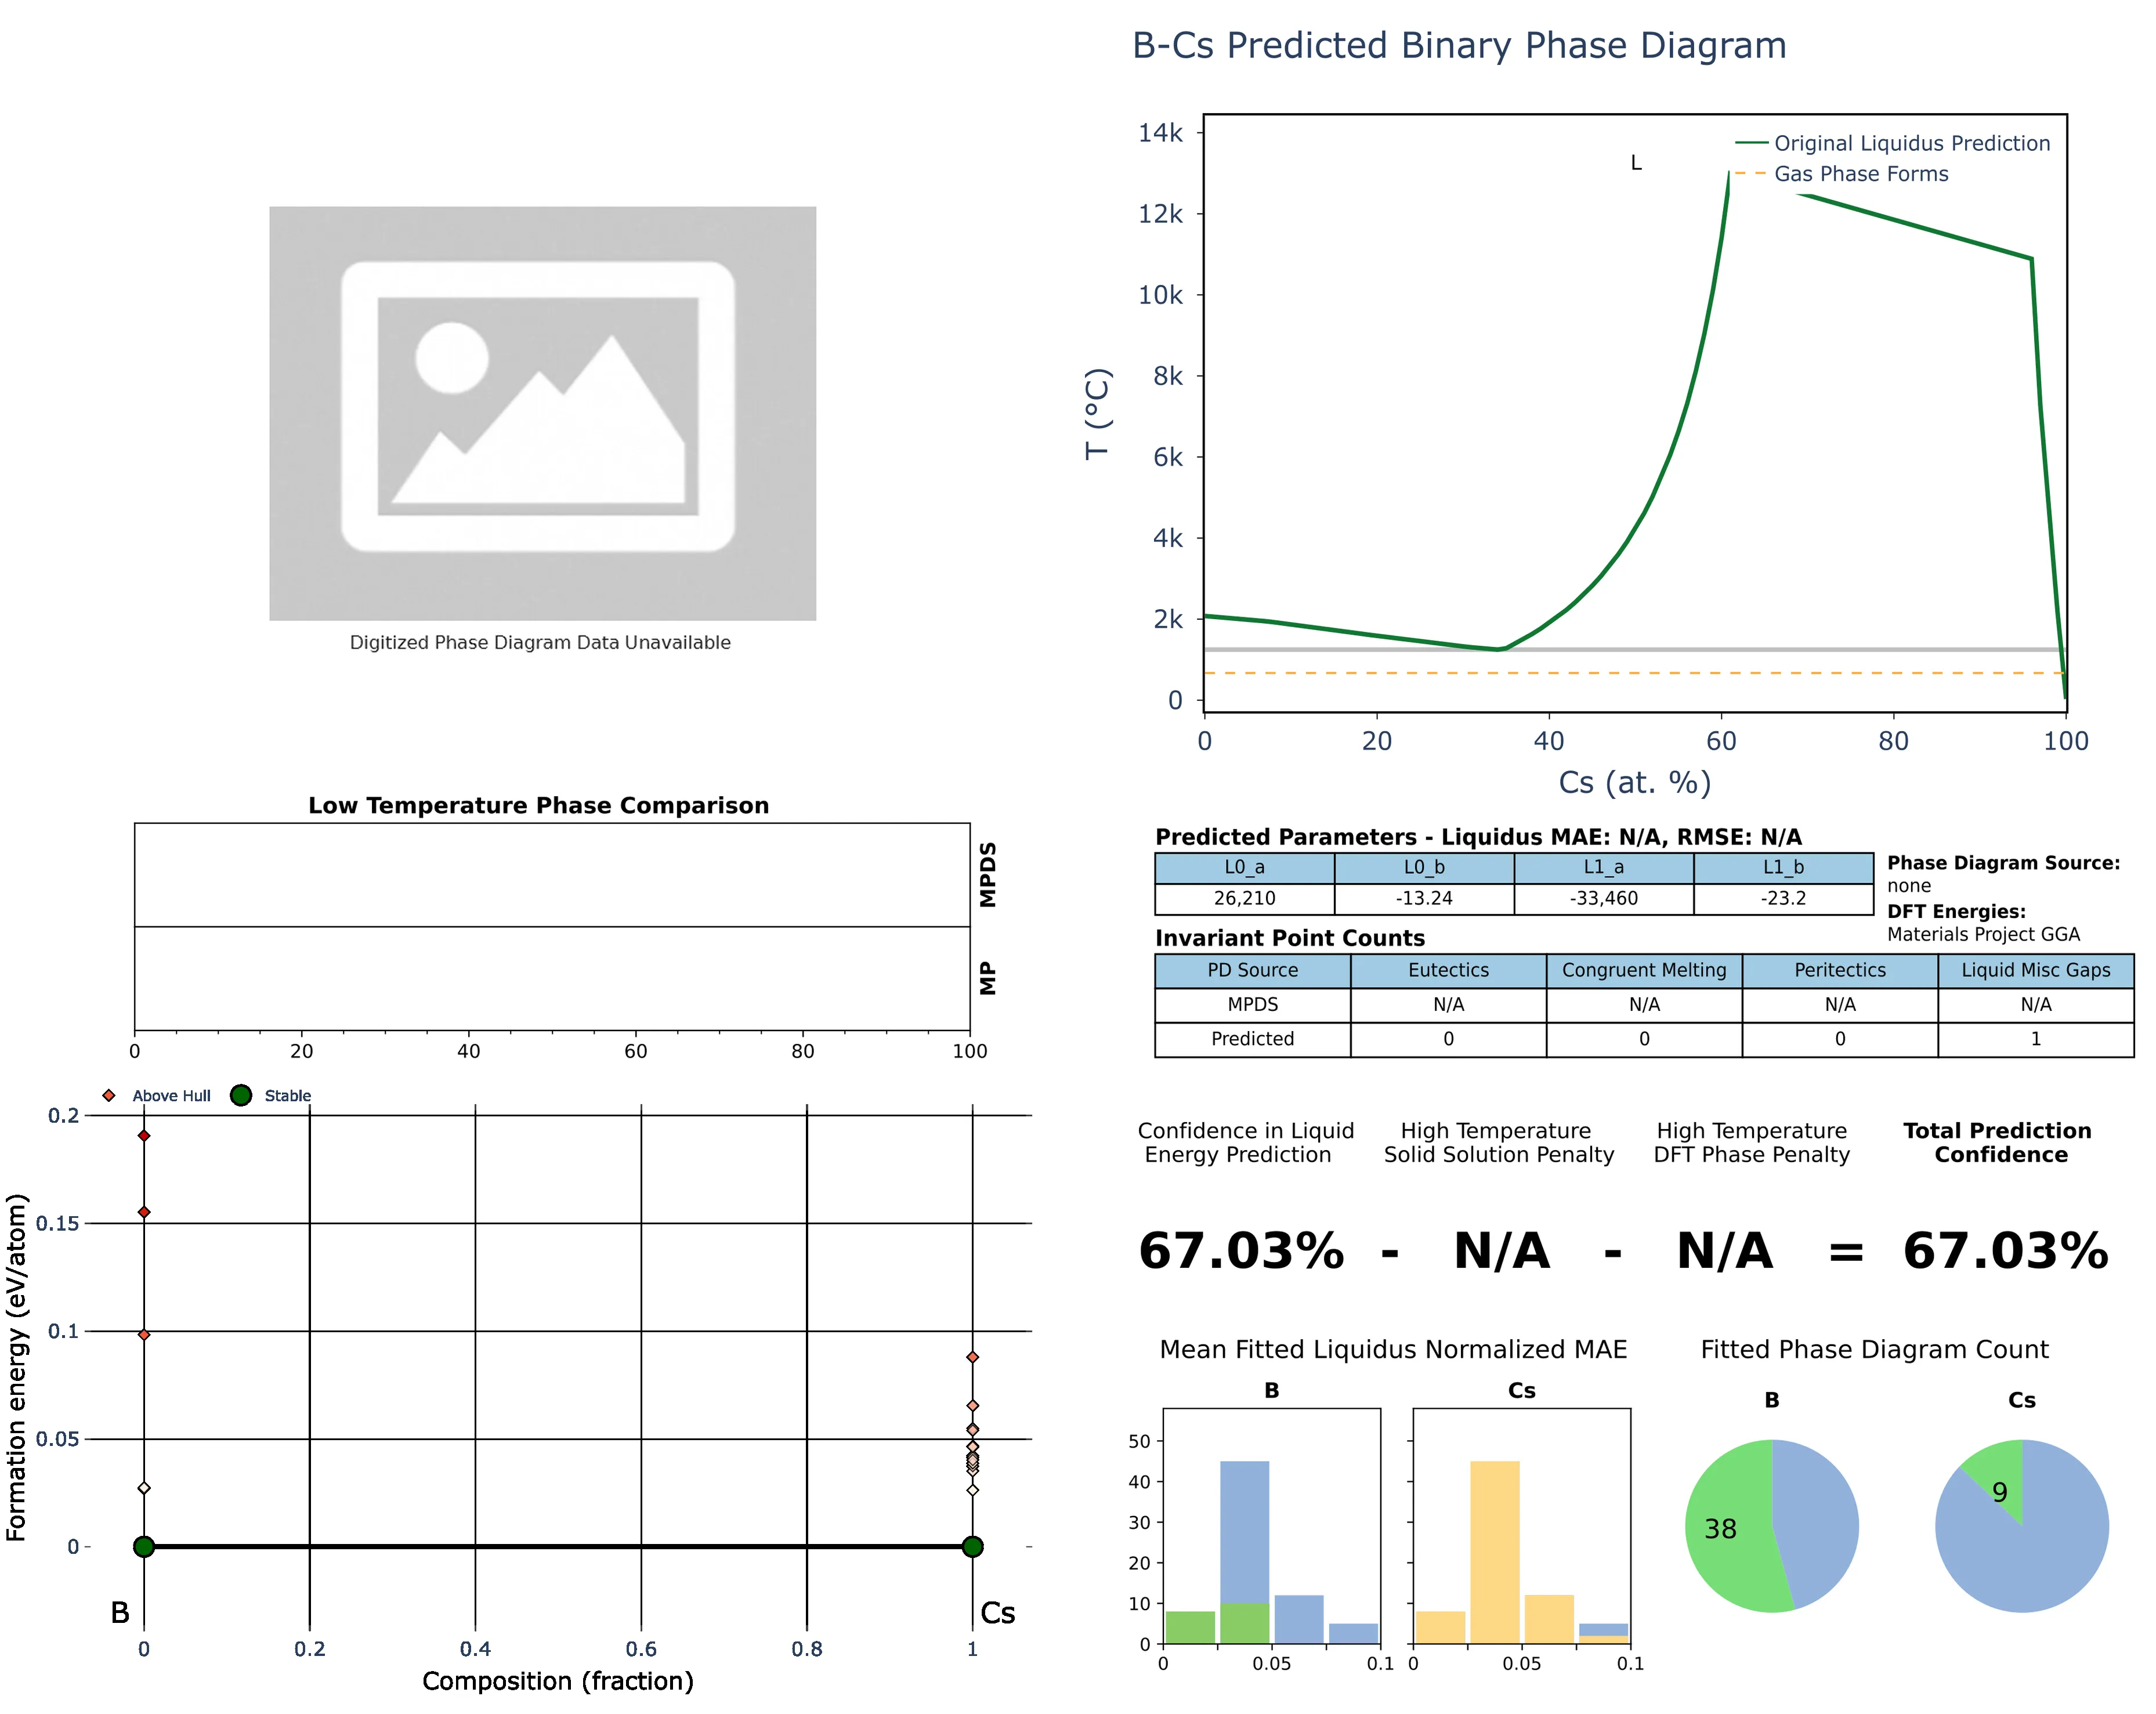 B-Cs Predicted Binary Phase Diagram
14k
12k
10k
8k
6k
4k
2k
0
T (°C)
L
Original Liquidus Prediction
Gas Phase Forms
0 20 40 60 80 100
Cs (at. %)
Digitized Phase Diagram Data Unavailable
Low Temperature Phase Comparison
MPDS
MP
0 20 40 60 80 100
Predicted Parameters - Liquidus MAE: N/A, RMSE: N/A
L0_a L0_b L1_a L1_b
26,210 -13.24 -33,460 -23.2
Phase Diagram Source:
none
DFT Energies:
Materials Project GGA
Invariant Point Counts
PD Source Eutectics Congruent Melting Peritectics Liquid Misc Gaps
MPDS N/A N/A N/A N/A
Predicted 0 0 0 1
Above Hull Stable
0.2
0.15
0.1
0.05
0
Formation energy (eV/atom)
B Cs
0 0.2 0.4 0.6 0.8 1
Composition (fraction)
Confidence in Liquid Energy Prediction
High Temperature Solid Solution Penalty
High Temperature DFT Phase Penalty
Total Prediction Confidence
67.03% - N/A - N/A = 67.03%
Mean Fitted Liquidus Normalized MAE
B Cs
50
40
30
20
10
0
0 0.05 0.1 0 0.05 0.1
Fitted Phase Diagram Count
B Cs
38 9